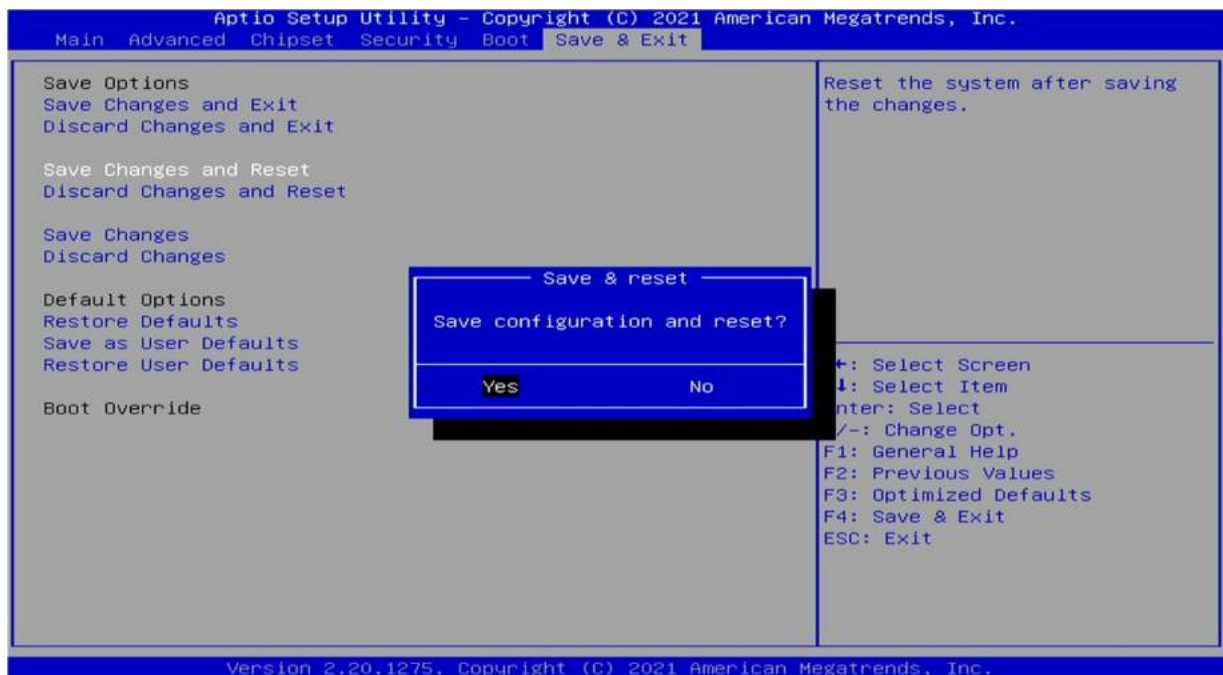 Aptio Setup Utility – Copyright (C) 2021 American Megatrends, Inc.
Main Advanced Chipset Security Boot Save & Exit
Save Options
Save Changes and Exit
Discard Changes and Exit
Save Changes and Reset
Discard Changes and Reset
Save Changes
Discard Changes
Default Options
Restore Defaults
Save as User Defaults
Restore User Defaults
Boot Override
Save & reset
Save configuration and reset?
Yes No
Reset the system after saving
the changes.
←: Select Screen
↓: Select Item
nter: Select
/-: Change Opt.
F1: General Help
F2: Previous Values
F3: Optimized Defaults
F4: Save & Exit
ESC: Exit
Version 2.20.1275. Copyright (C) 2021 American Megatrends, Inc.